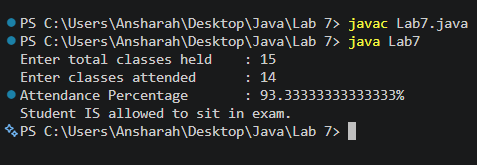 PS C:\Users\Ansharah\Desktop\Java\Lab 7> javac Lab7.java
PS C:\Users\Ansharah\Desktop\Java\Lab 7> java Lab7
Enter total classes held    : 15
Enter classes attended      : 14
Attendance Percentage       : 93.33333333333333%
Student IS allowed to sit in exam.
PS C:\Users\Ansharah\Desktop\Java\Lab 7>